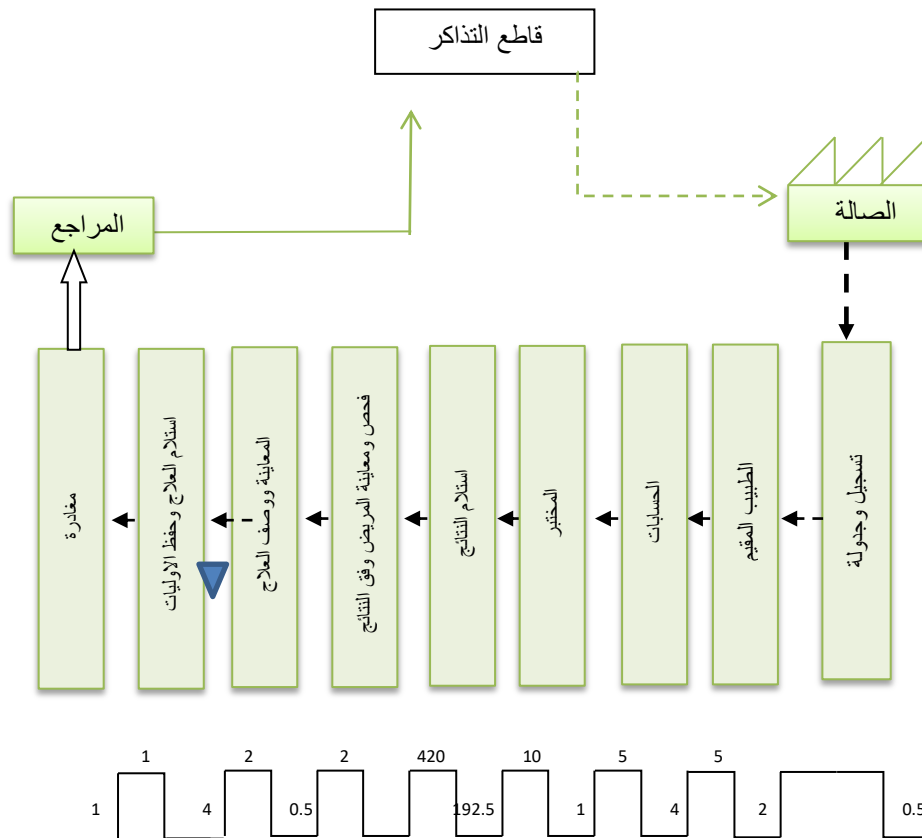 قاطع التذاكر
الصالة
المراجع
تسجيل وجدولة
الطبيب المقيم
الحسابات
المختبر
استلام النتائج
فحص ومعاينة المريض وفق النتائج
المعاينة ووصف العلاج
استلام العلاج وحفظ الاوليات
مغادرة
1 2 2 420 10 5 5
1 4 0.5 192.5 1 4 2 0.5